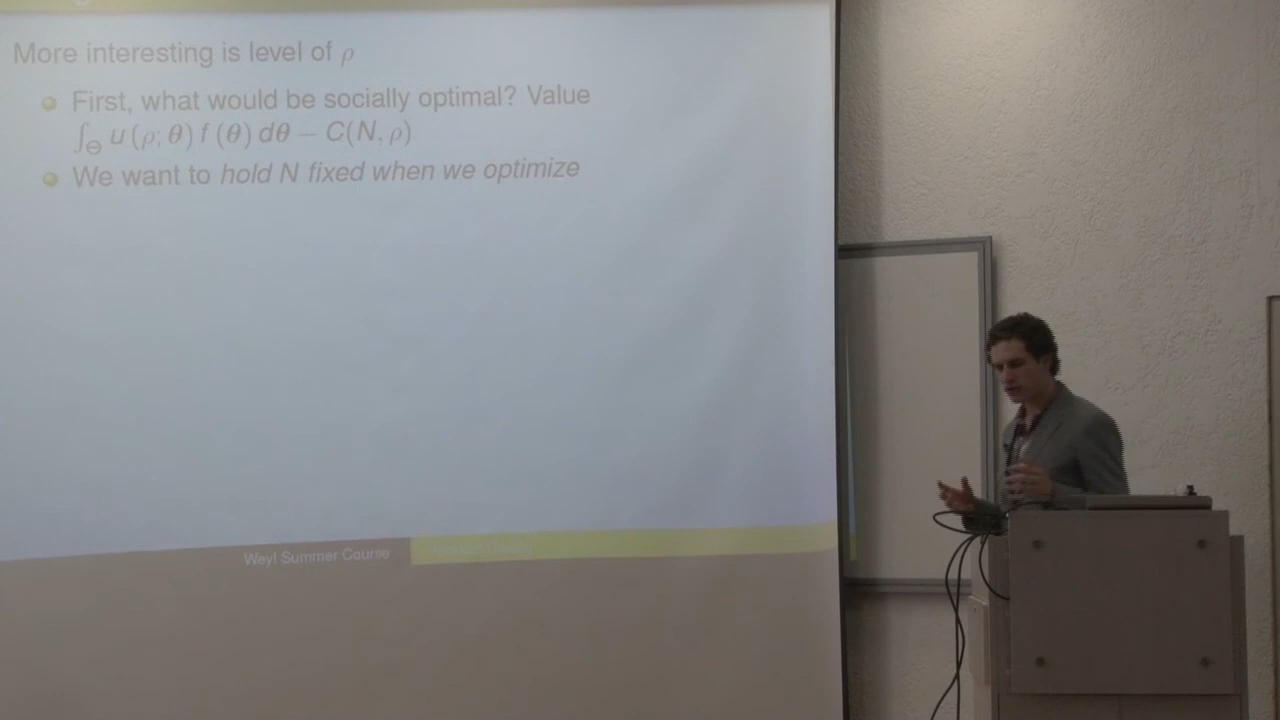 More interesting is level of ρ
First, what would be socially optimal? Value
∫_Θ u (ρ; θ) f (θ) dθ − C(N, ρ)
We want to hold N fixed when we optimize
Weyl Summer Course